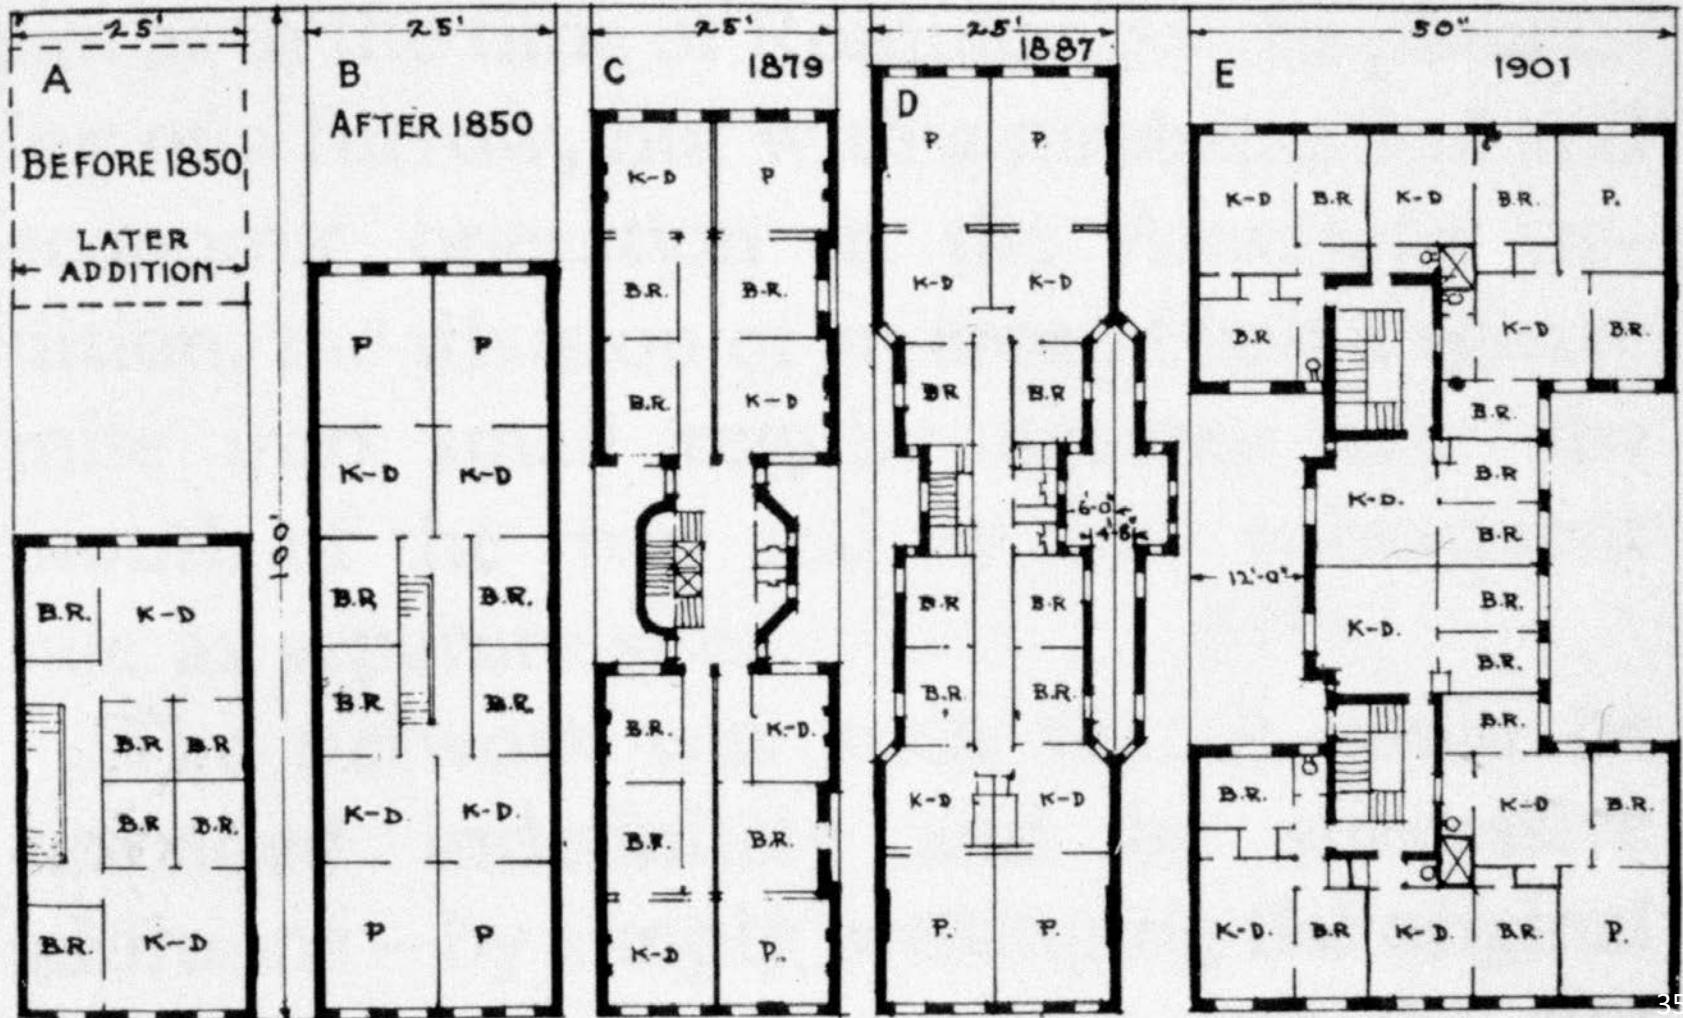 25'
A
BEFORE 1850
LATER
ADDITION
B.R. K-D
B.R B.R
B.R B.R.
B.R. K-D
100'
25'
B
AFTER 1850
P P
K-D K-D
B.R B.R.
B.R B.R.
K-D. K-D.
P P
25'
C 1879
K-D P
B.R. B.R.
B.R. K-D
B.R. K-D.
B.R. B.R.
K-D P.
25'
1887
D
P. P.
K-D K-D
B.R B.R
6'-0"
4'-8"
B.R B.R
B.R B.R.
K-D K-D
P. P.
50"
E 1901
K-D B.R K-D B.R. P.
B.R K-D B.R.
B.R.
K-D. B.R
B.R
12'-0"
B.R.
K-D. B.R.
B.R.
B.R. K-D B.R.
K-D. B.R K-D. B.R. P.
35